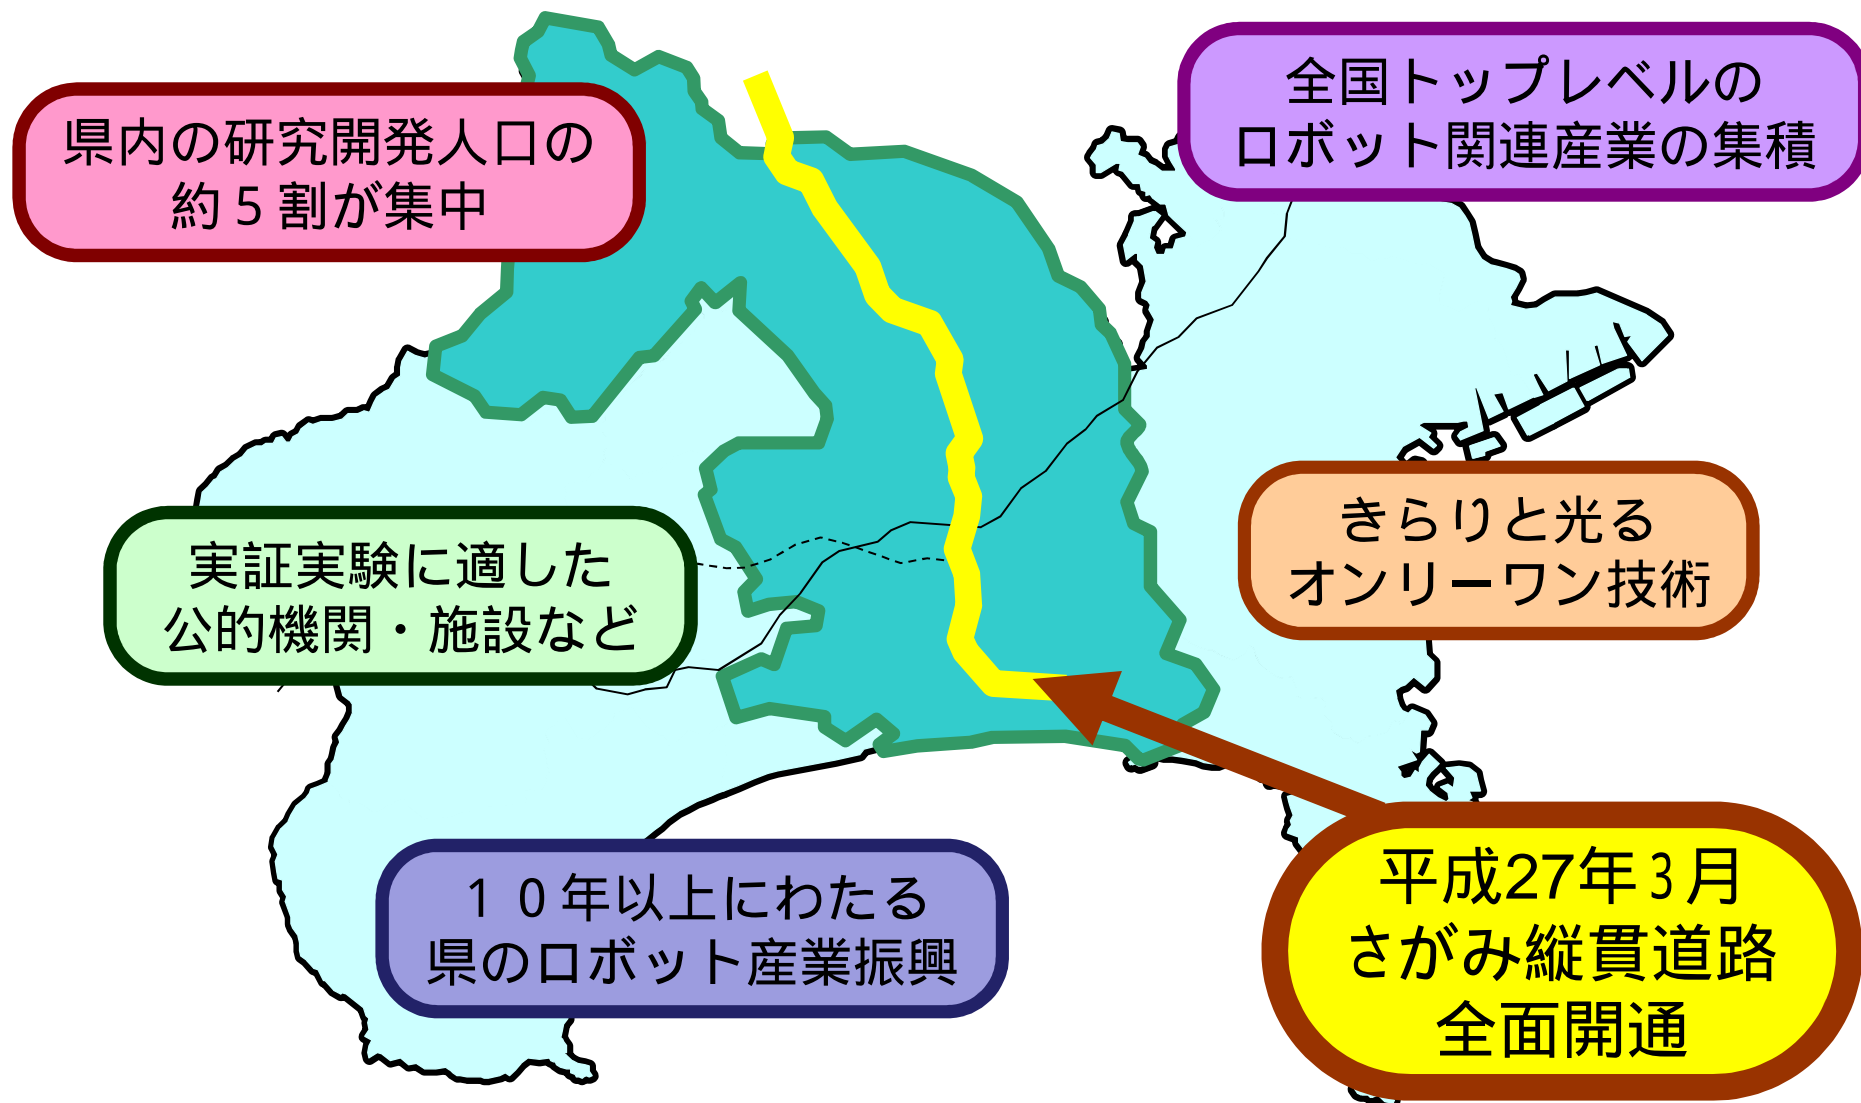 県内の研究開発人口の
約５割が集中
全国トップレベルの
ロボット関連産業の集積
実証実験に適した
公的機関・施設など
きらりと光る
オンリーワン技術
１０年以上にわたる
県のロボット産業振興
平成27年３月
さがみ縦貫道路
全面開通